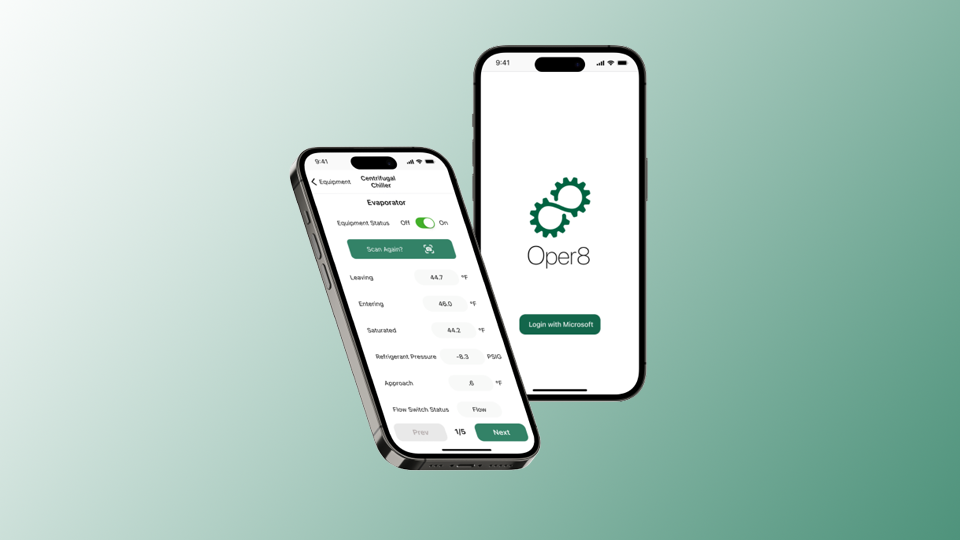 9:41
Equipment
Centrifugal
Chiller
Evaporator
Equipment Status Off On
Scan Again?
Leaving 44.7 °F
Entering 46.0 °F
Saturated 44.2 °F
Refrigerant Pressure -8.3 PSIG
Approach .6 °F
Flow Switch Status Flow
Prev 1/5 Next
9:41
Oper8
Login with Microsoft